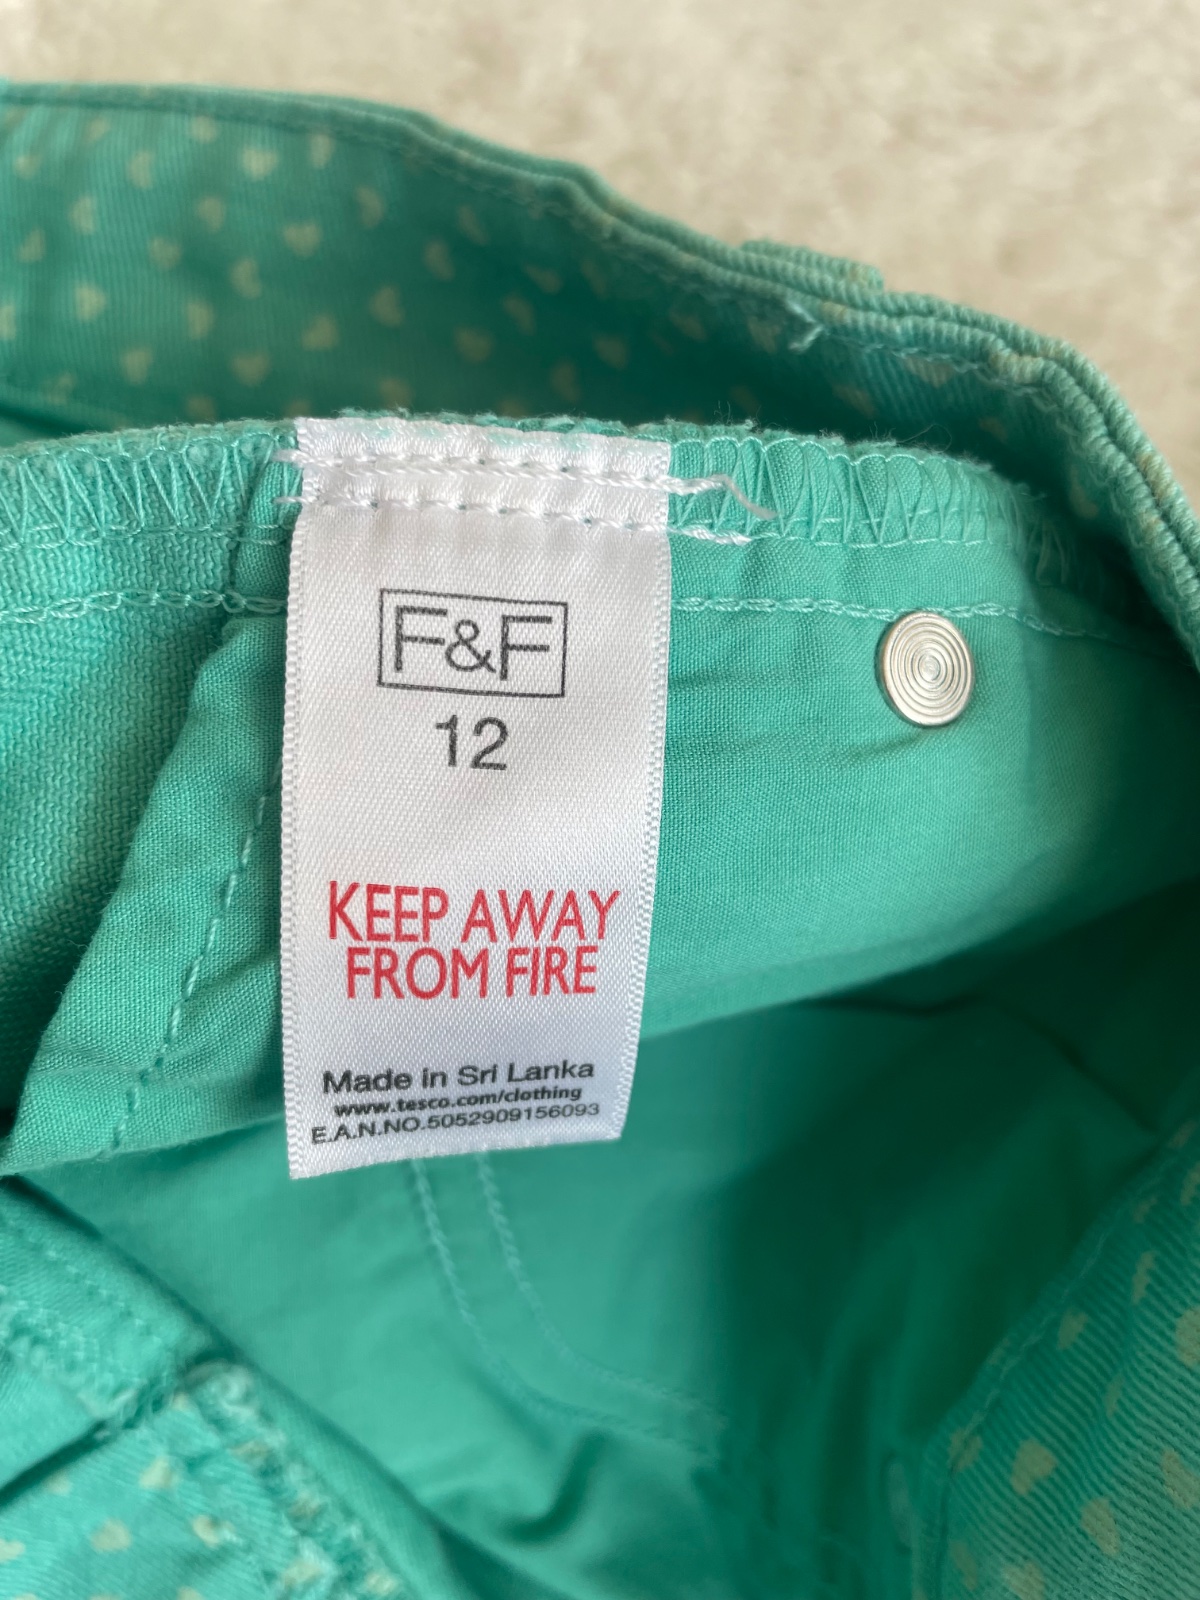 F&F
12
KEEP AWAY
FROM FIRE
Made in Sri Lanka
www.tesco.com/clothing
E.A.N.NO.5052909156093